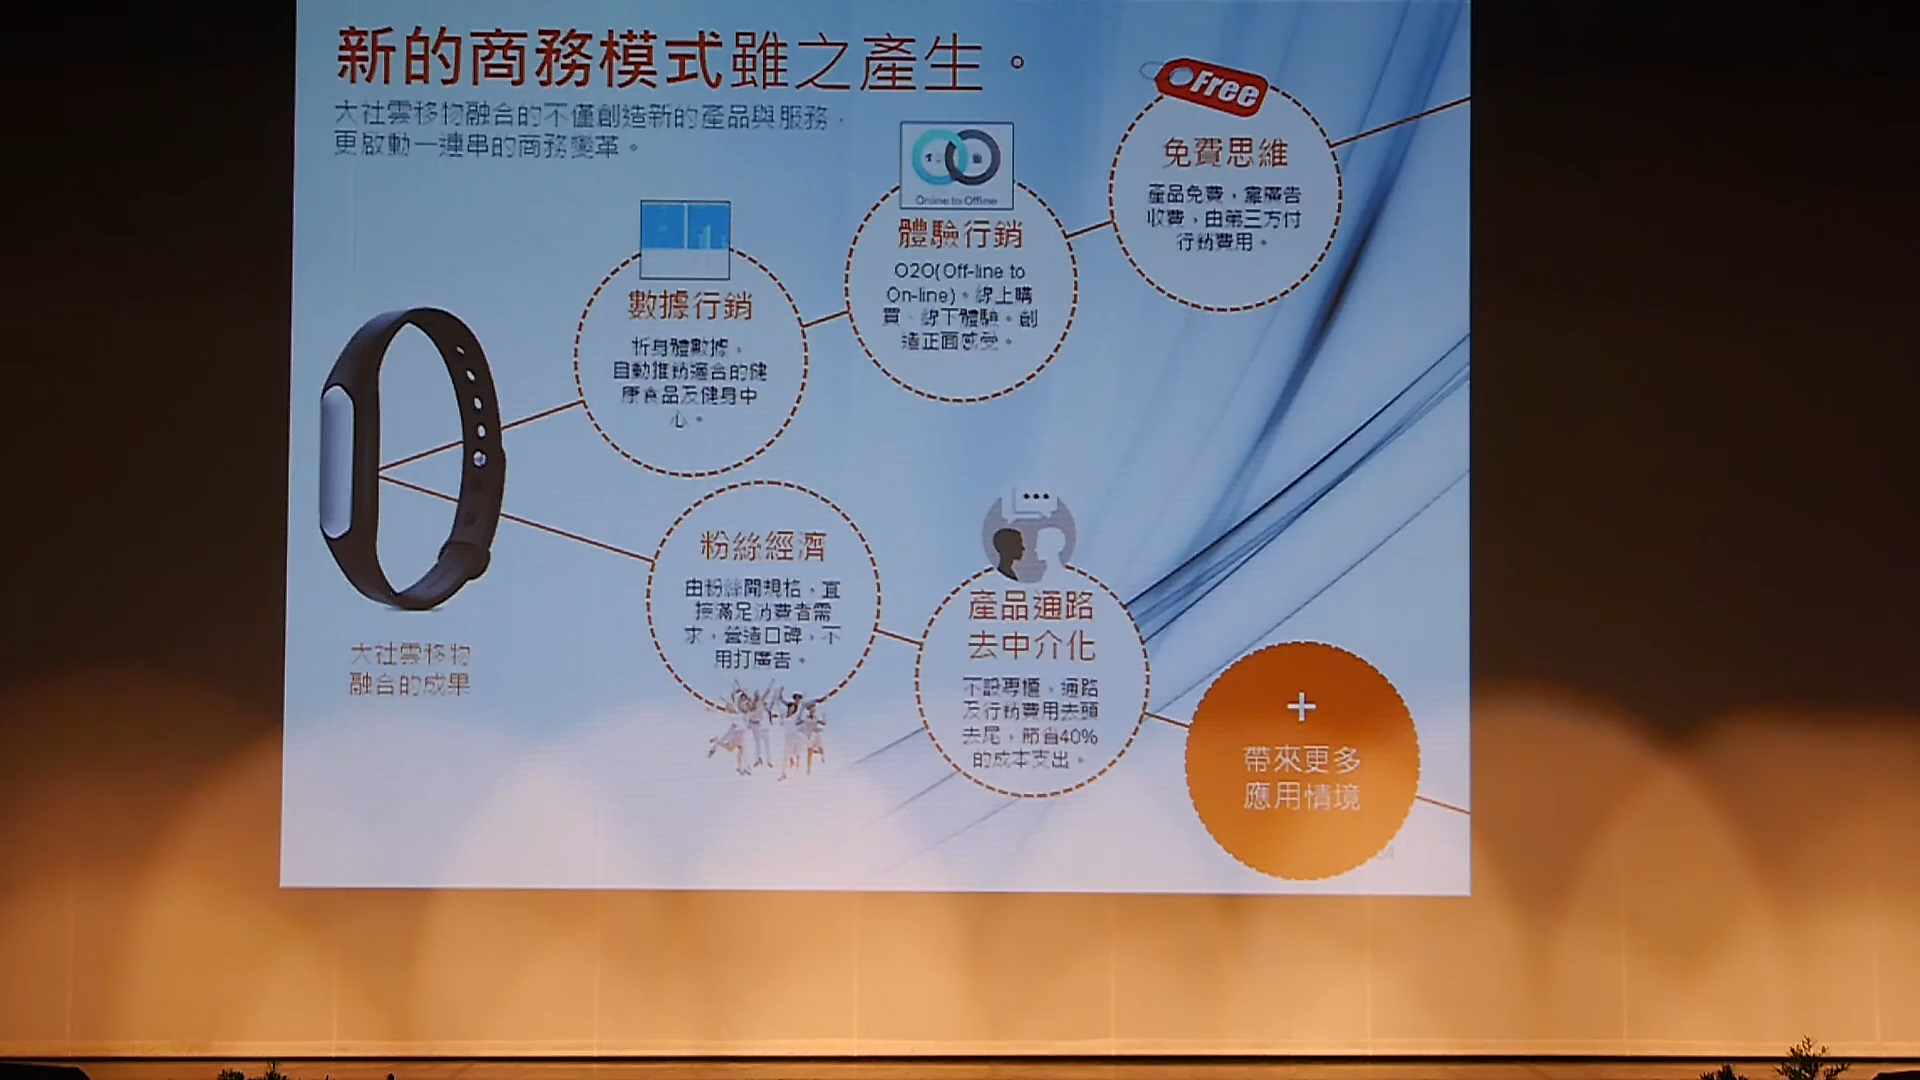 新的商務模式雖之產生。
大社雲移物融合的不僅創造新的產品與服務，
更啟動一連串的商務變革。
Free
免費思維
產品免費，靠廣告
收費，由第三方付
行銷費用。
Online to Offline
體驗行銷
O2O(Off-line to
On-line)。線上購
買、線下體驗。創
造正面感受。
數據行銷
析身體數據，
自動推銷適合的健
康食品及健身中
心。
粉絲經濟
由粉絲開規格，直
接滿足消費者需
求，營造口碑，不
用打廣告。
產品通路
去中介化
不設專櫃，通路
及行銷費用去頭
去尾，節省40%
的成本支出。
大社雲移物
融合的成果
+
帶來更多
應用情境